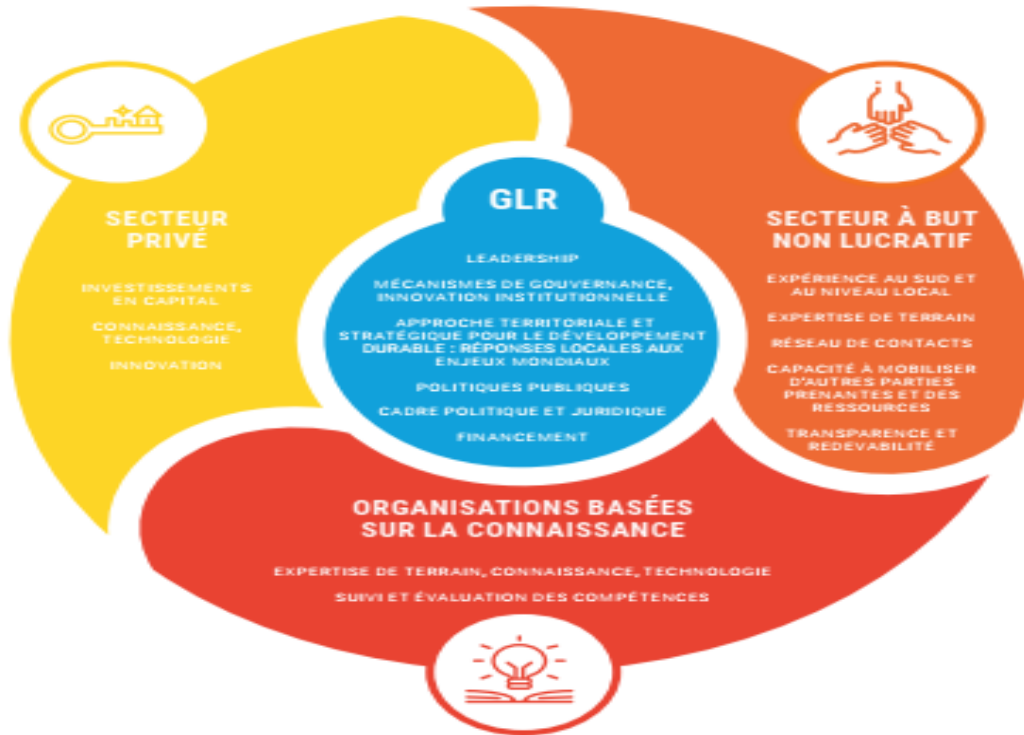 GLR
LEADERSHIP
MÉCANISMES DE GOUVERNANCE,
INNOVATION INSTITUTIONNELLE
APPROCHE TERRITORIALE ET
STRATÉGIQUE POUR LE DÉVELOPPEMENT
DURABLE : RÉPONSES LOCALES AUX
ENJEUX MONDIAUX
POLITIQUES PUBLIQUES
CADRE POLITIQUE ET JURIDIQUE
FINANCEMENT
SECTEUR
PRIVÉ
INVESTISSEMENTS
EN CAPITAL
CONNAISSANCE,
TECHNOLOGIE
INNOVATION
SECTEUR À BUT
NON LUCRATIF
EXPÉRIENCE AU SUD ET
AU NIVEAU LOCAL
EXPERTISE DE TERRAIN
RÉSEAU DE CONTACTS
CAPACITÉ À MOBILISER
D'AUTRES PARTIES
PRENANTES ET DES
RESSOURCES
TRANSPARENCE ET
REDEVABILITÉ
ORGANISATIONS BASÉES
SUR LA CONNAISSANCE
EXPERTISE DE TERRAIN, CONNAISSANCE, TECHNOLOGIE
SUIVI ET ÉVALUATION DES COMPÉTENCES